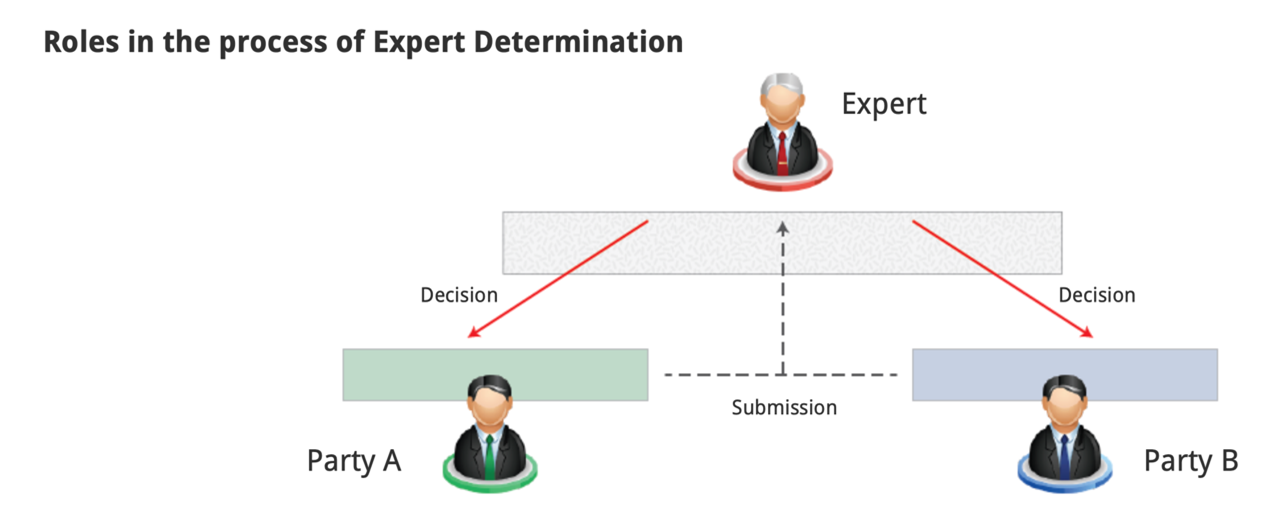 Roles in the process of Expert Determination
Expert
Decision
Decision
Submission
Party A
Party B